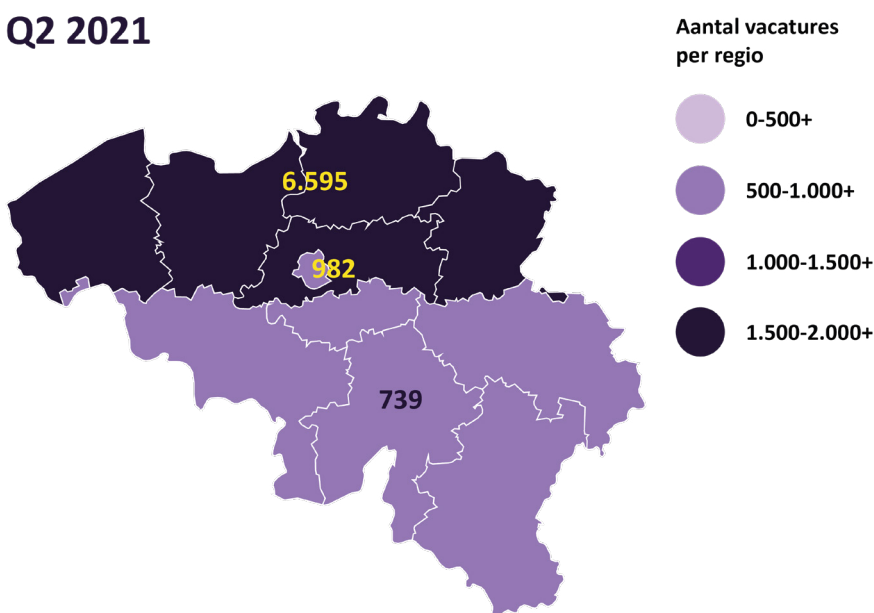 Q2 2021
Aantal vacatures
per regio
0-500+
500-1.000+
1.000-1.500+
1.500-2.000+
6.595
982
739